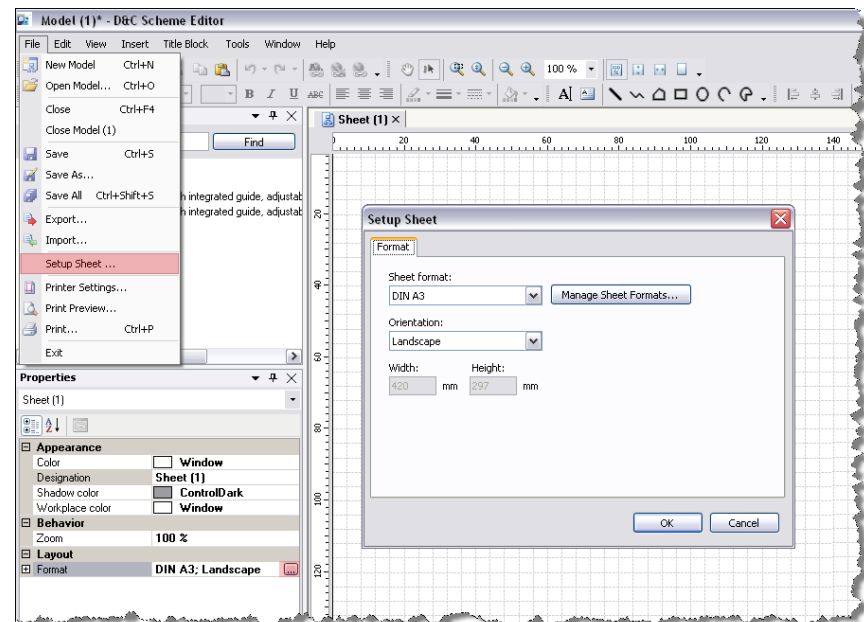 Model (1)* - D&C Scheme Editor
File Edit View Insert Title Block Tools Window Help
New Model Ctrl+N
Open Model... Ctrl+O
Close Ctrl+F4
Close Model (1)
Save Ctrl+S
Save As...
Save All Ctrl+Shift+S
Export...
Import...
Setup Sheet ...
Printer Settings...
Print Preview...
Print... Ctrl+P
Exit
100 %
B I U ABC
A
Find
h integrated guide, adjustab
h integrated guide, adjustab
Sheet (1)
0 20 40 60 80 100 120 140
20
40
60
80
100
120
Setup Sheet
Format
Sheet format:
DIN A3
Manage Sheet Formats...
Orientation:
Landscape
Width: Height:
420 mm 297 mm
OK Cancel
Properties
Sheet (1)
Appearance
Color Window
Designation Sheet (1)
Shadow color ControlDark
Workplace color Window
Behavior
Zoom 100 %
Layout
Format DIN A3; Landscape ...